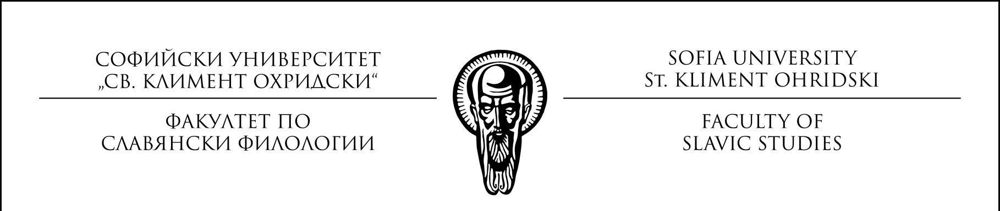 СОФИЙСКИ УНИВЕРСИТЕТ
„СВ. КЛИМЕНТ ОХРИДСКИ“
ФАКУЛТЕТ ПО
СЛАВЯНСКИ ФИЛОЛОГИИ
SOFIA UNIVERSITY
St. KLIMENT OHRIDSKI
FACULTY OF
SLAVIC STUDIES